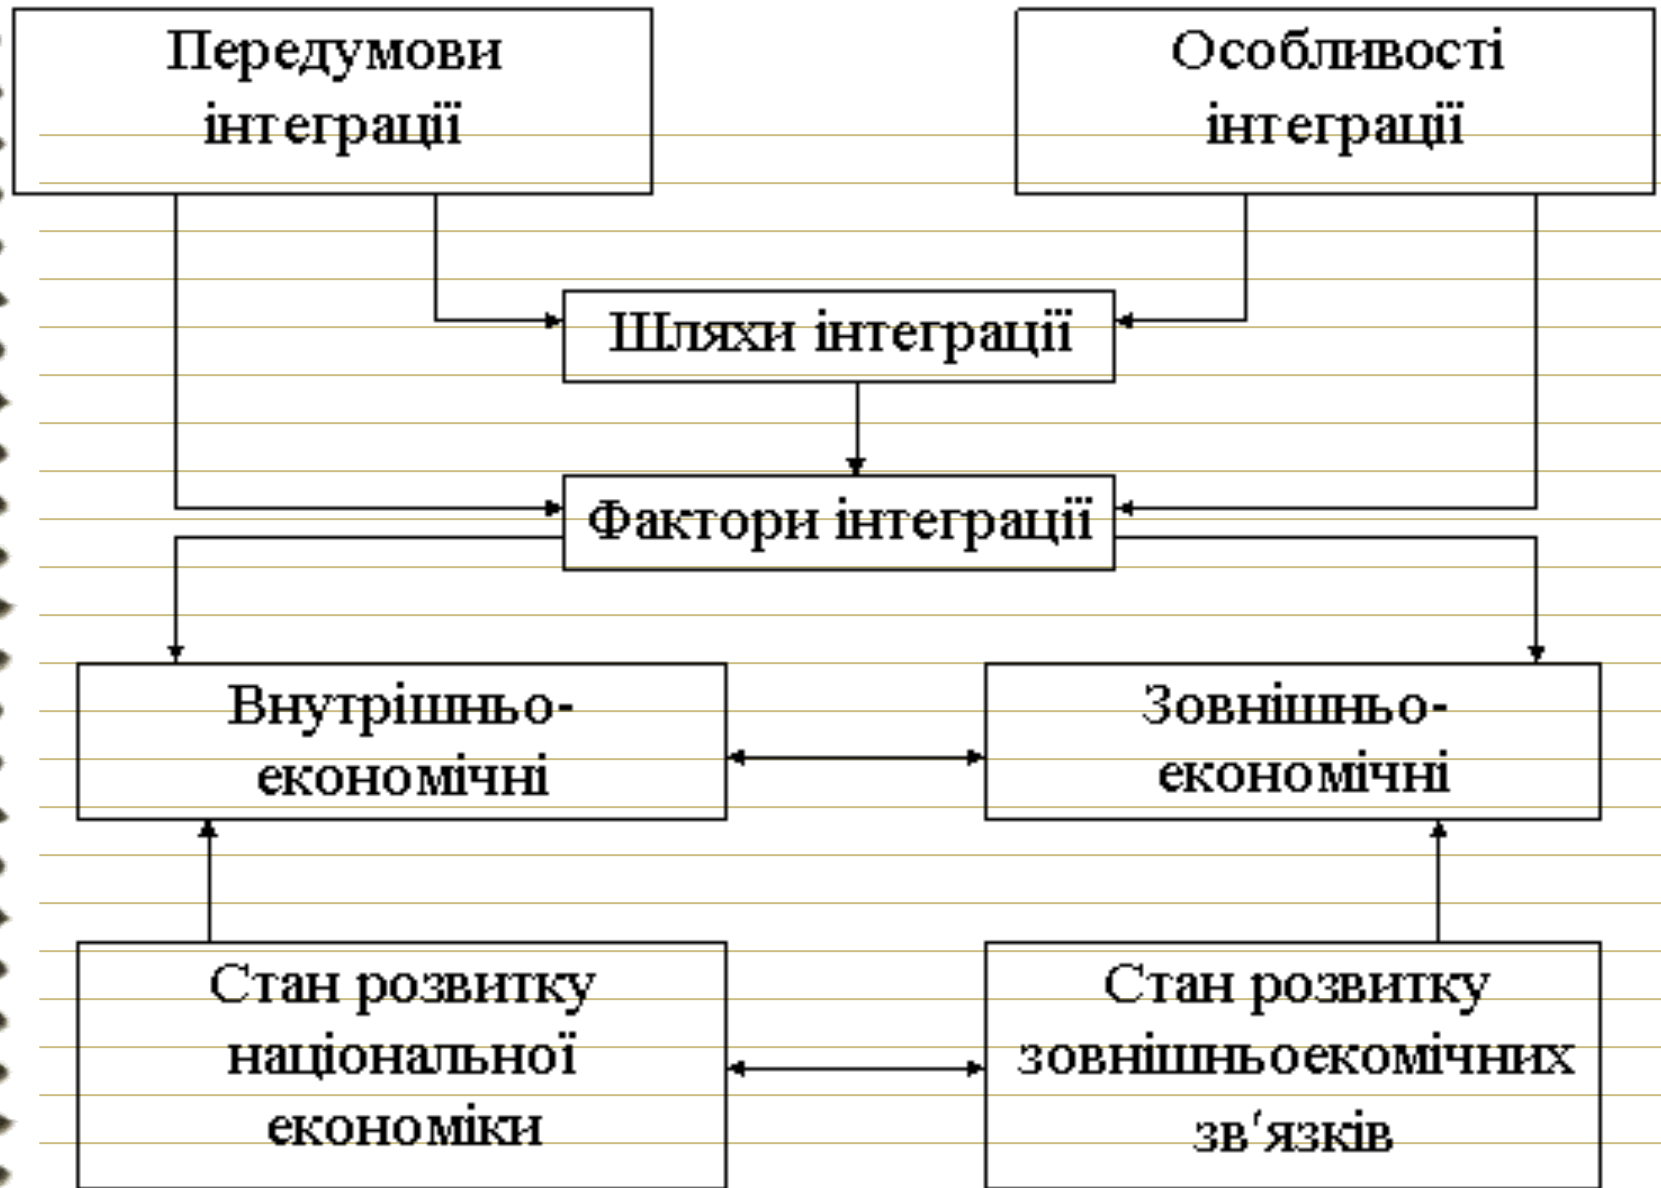 Передумови
інтеграції
Особливості
інтеграції
Шляхи інтеграції
Фактори інтеграції
Внутрішньо-
економічні
Зовнішньо-
економічні
Стан розвитку
національної
економіки
Стан розвитку
зовнішньоекомічних
зв‘язків